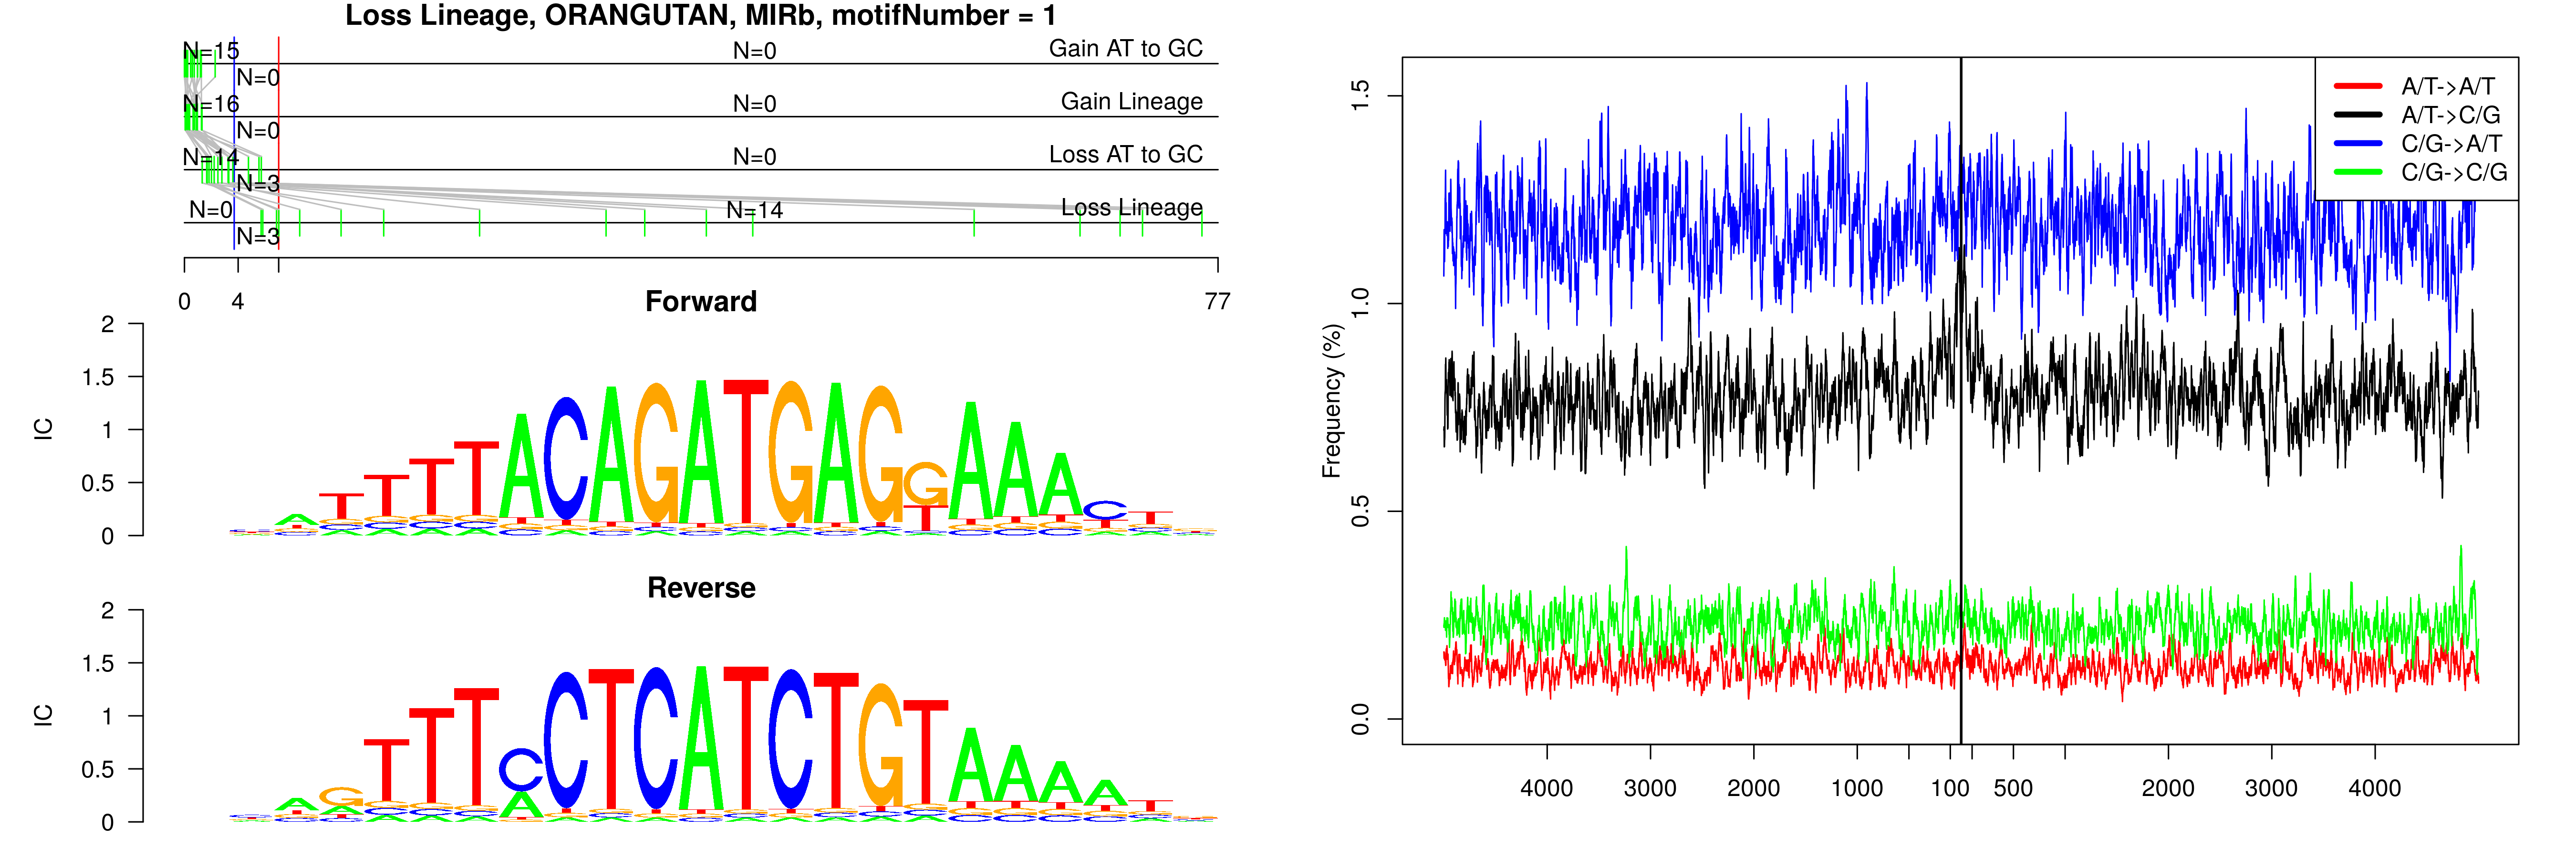 Loss Lineage, ORANGUTAN, MIRb, motifNumber = 1
N=15 N=0 Gain AT to GC
N=0
N=16 N=0 Gain Lineage
N=0
N=14 N=0 Loss AT to GC
N=3
N=0 N=14 Loss Lineage
N=3
0 4 77
Forward
IC
2
1.5
1
0.5
0
TTTTACAGATGAGGAAACT
Reverse
IC
2
1.5
1
0.5
0
AGTTTCCTCATCTGTAAAAT
Frequency (%)
1.5
1.0
0.5
0.0
A/T->A/T
A/T->C/G
C/G->A/T
C/G->C/G
4000 3000 2000 1000 100 500 2000 3000 4000